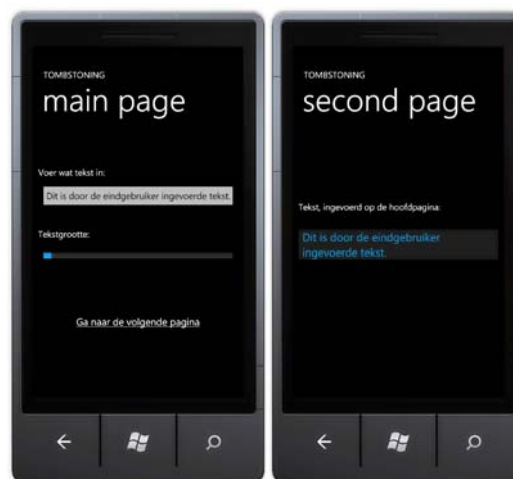 TOMBSTONING
main page
Voer wat tekst in:
Dit is door de eindgebruiker ingevoerde tekst.
Tekstgrootte:
Ga naar de volgende pagina
TOMBSTONING
second page
Tekst, ingevoerd op de hoofdpagina:
Dit is door de eindgebruiker
ingevoerde tekst.